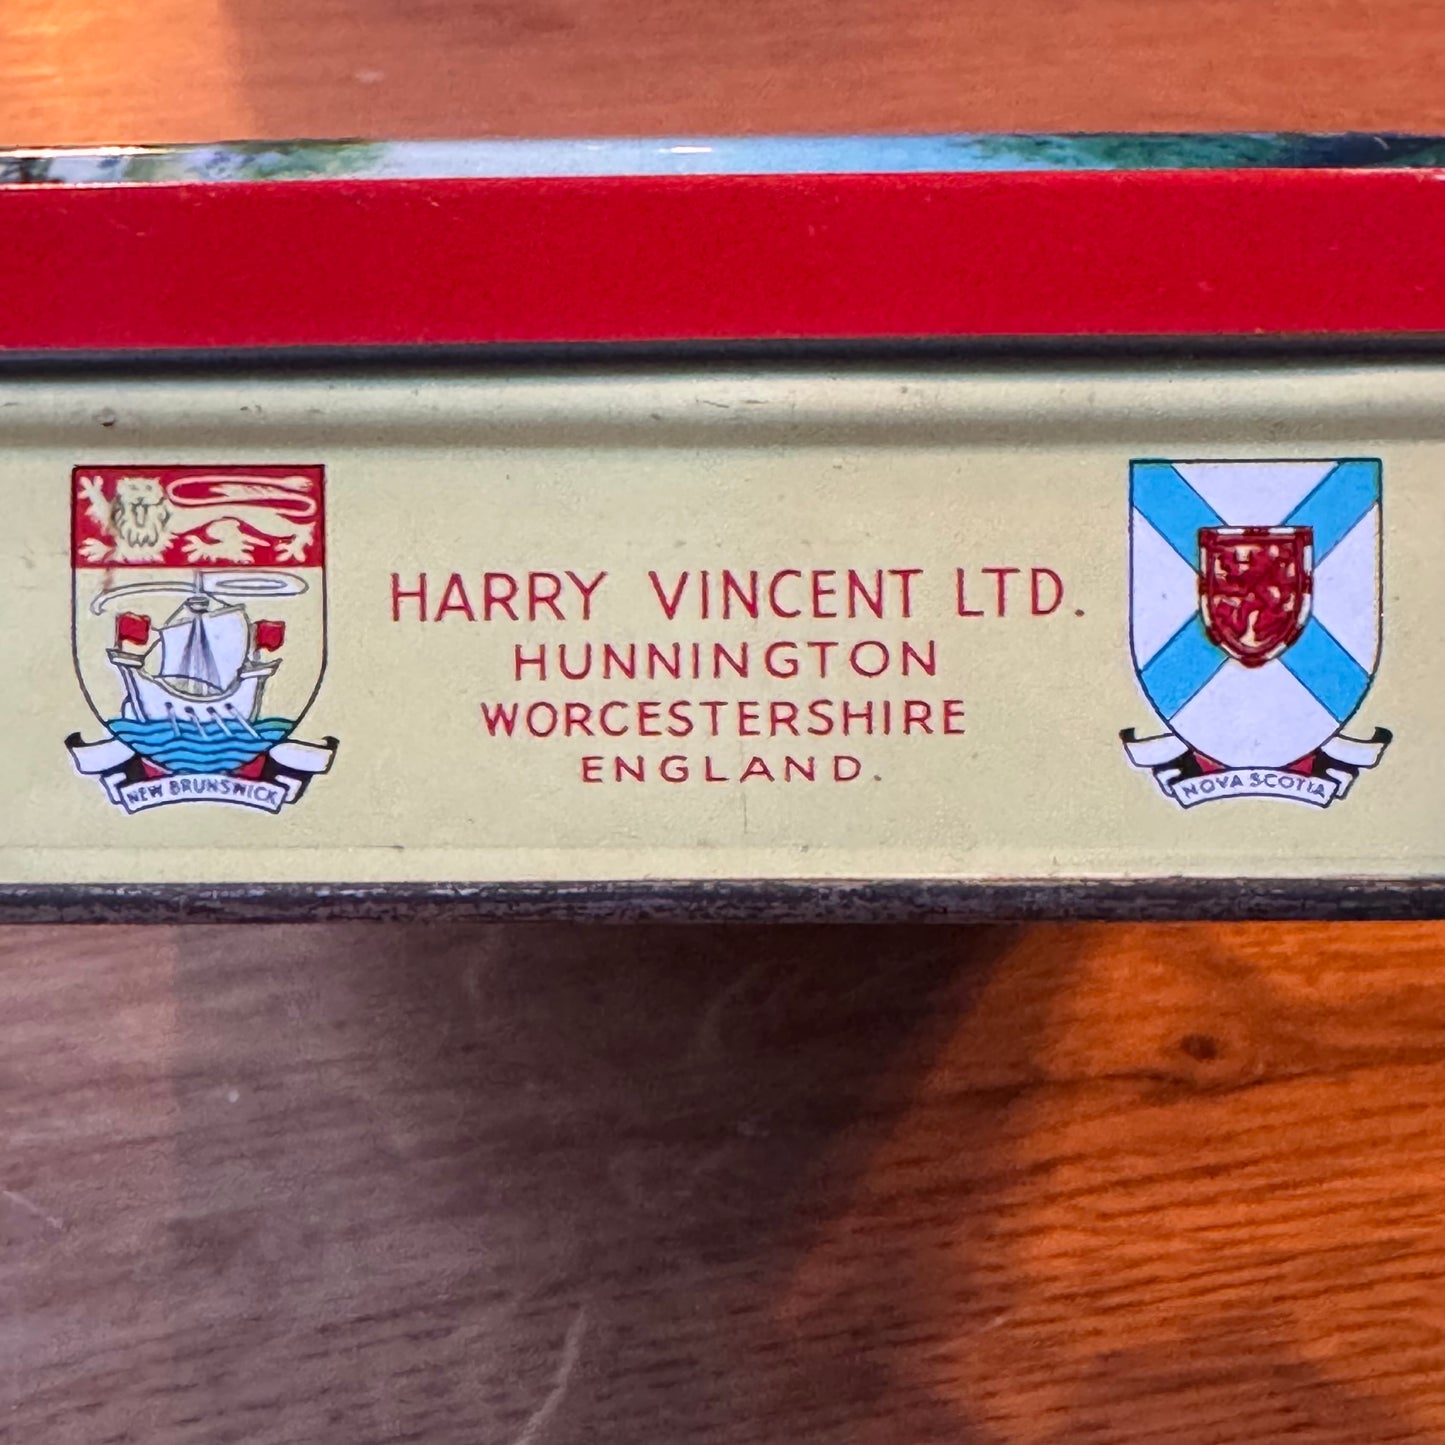 HARRY VINCENT LTD.
HUNNINGTON
WORCESTERSHIRE
ENGLAND.
NEW BRUNSWICK
NOVA SCOTIA